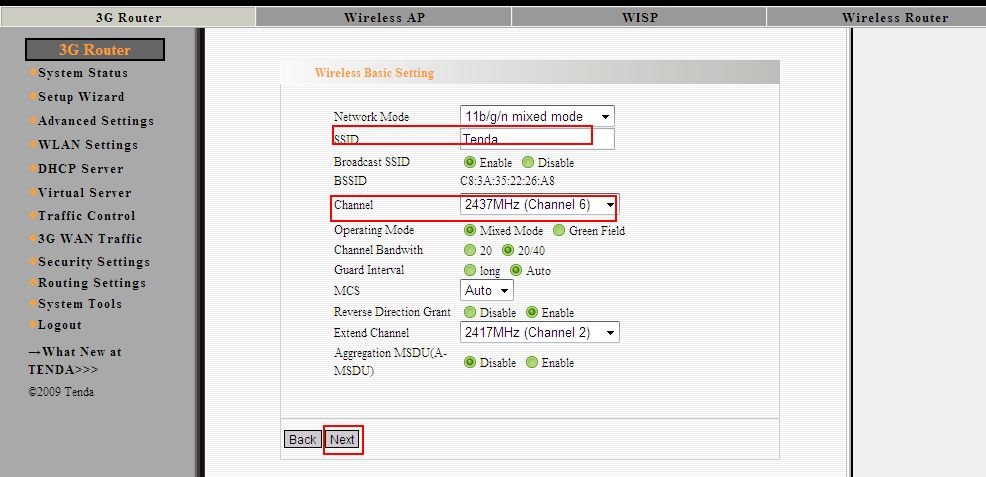 3G Router Wireless AP WISP Wireless Router
3G Router
System Status
Setup Wizard
Advanced Settings
WLAN Settings
DHCP Server
Virtual Server
Traffic Control
3G WAN Traffic
Security Settings
Routing Settings
System Tools
Logout
→What New at
TENDA>>>
©2009 Tenda
Wireless Basic Setting
Network Mode 11b/g/n mixed mode
SSID Tenda
Broadcast SSID Enable Disable
BSSID C8:3A:35:22:26:A8
Channel 2437MHz (Channel 6)
Operating Mode Mixed Mode Green Field
Channel Bandwith 20 20/40
Guard Interval long Auto
MCS Auto
Reverse Direction Grant Disable Enable
Extend Channel 2417MHz (Channel 2)
Aggregation MSDU(A-
MSDU) Disable Enable
Back Next